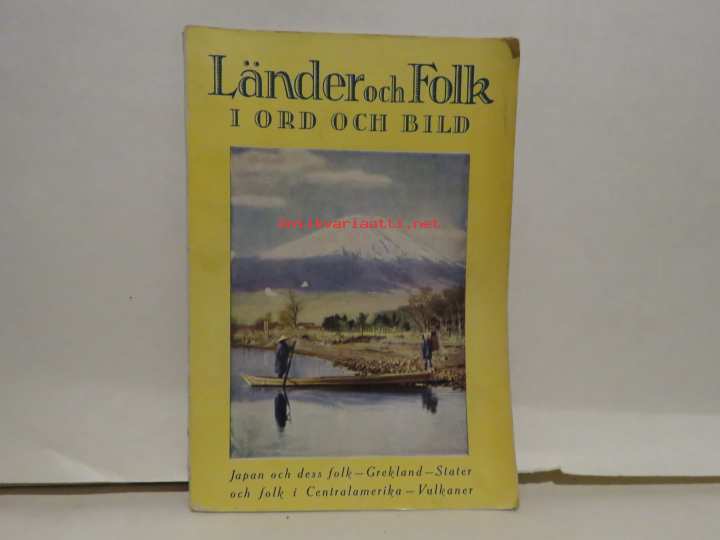 Länder och Folk
I ORD OCH BILD
antikvariaatti.net
Japan och dess folk – Grekland – Stater
och folk i Centralamerika – Vulkaner